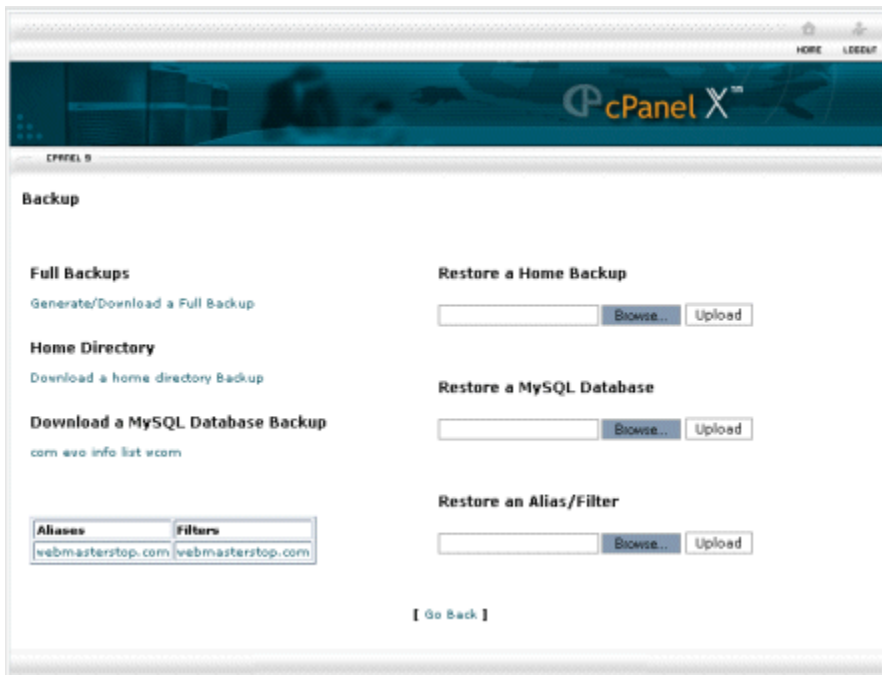 HOME LOGOUT
cPanel X™
CPANEL 9
Backup
Full Backups
Generate/Download a Full Backup
Home Directory
Download a home directory Backup
Download a MySQL Database Backup
com evo info list wcom
Aliases Filters
webmasterstop.com webmasterstop.com
Restore a Home Backup
Browse... Upload
Restore a MySQL Database
Browse... Upload
Restore an Alias/Filter
Browse... Upload
[ Go Back ]